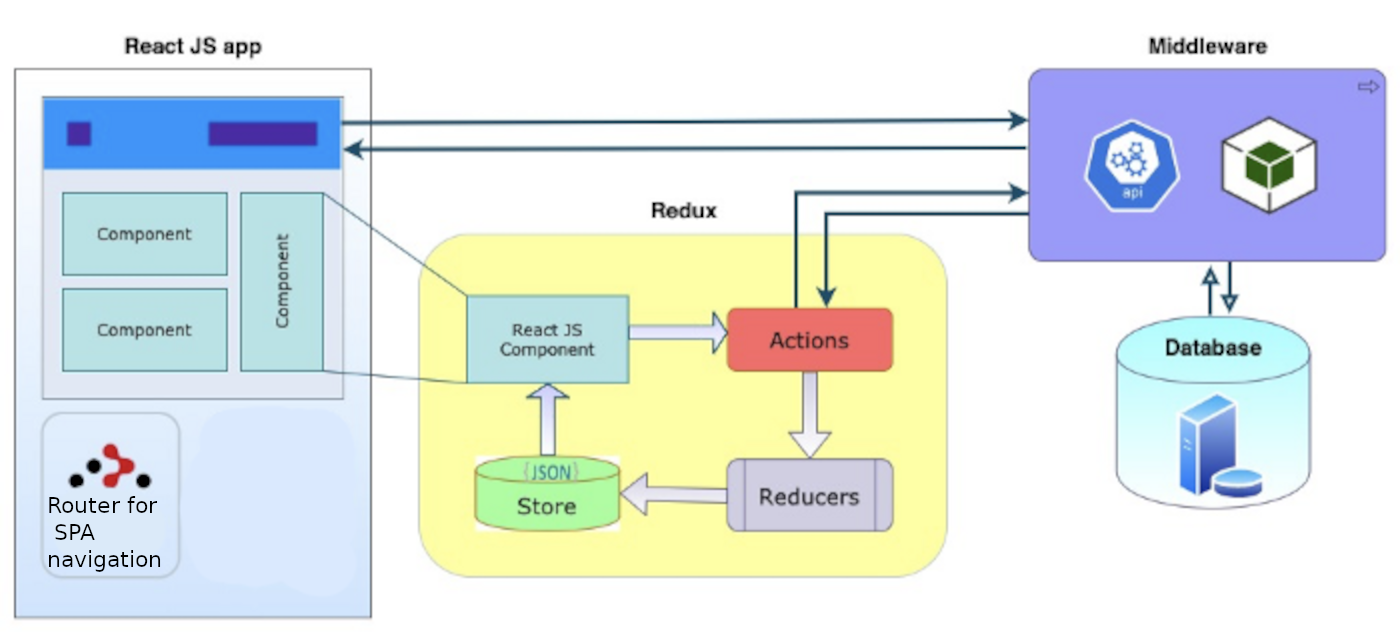 React JS app
Middleware
api
Redux
Component
Component
Component
React JS
Component
Actions
Database
{JSON}
Store
Reducers
Router for
SPA
navigation